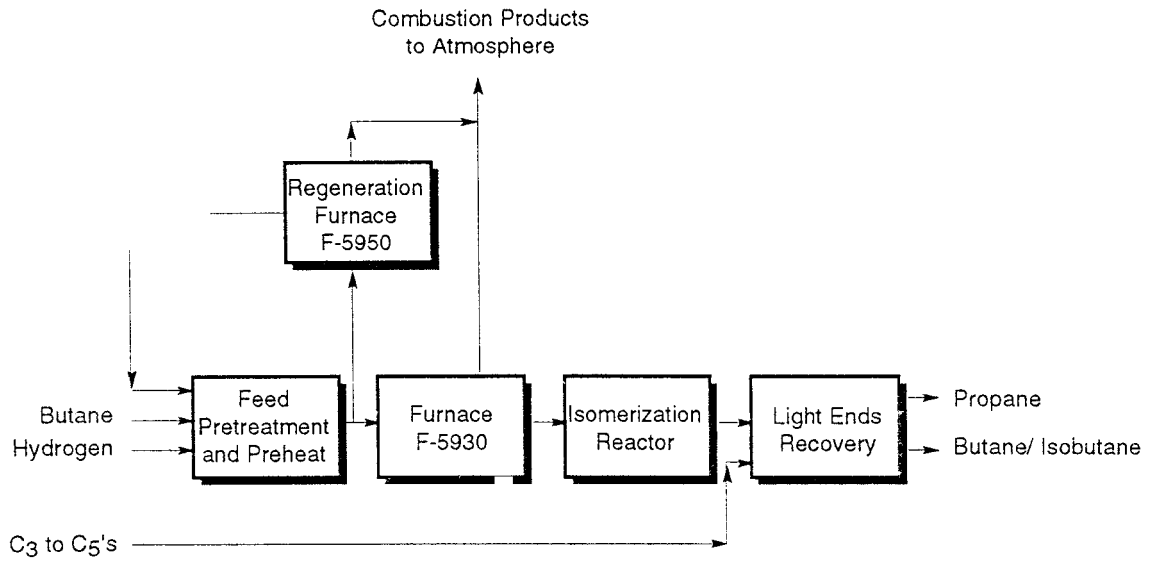 Combustion Products
to Atmosphere
Regeneration
Furnace
F-5950
Butane
Hydrogen
Feed
Pretreatment
and Preheat
Furnace
F-5930
Isomerization
Reactor
Light Ends
Recovery
Propane
Butane/ Isobutane
C3 to C5's